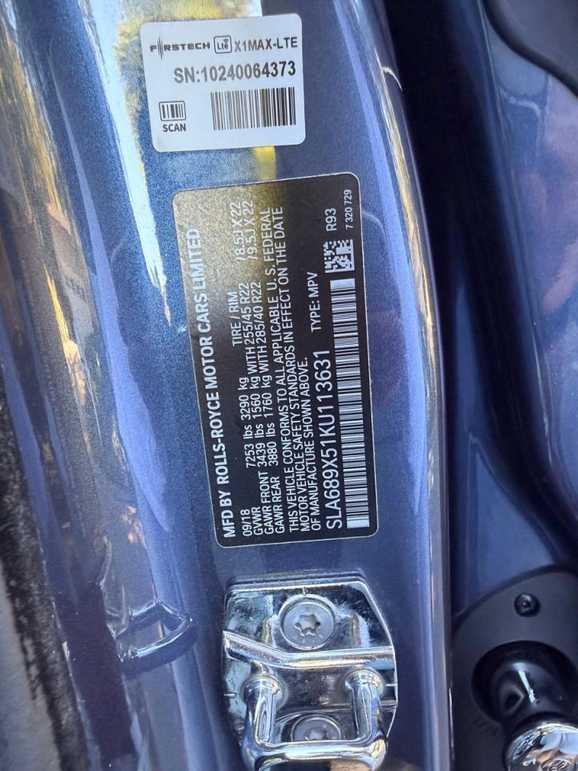 FIRSTECH LTE X1MAX-LTE
SN:10240064373
SCAN
MFD BY ROLLS-ROYCE MOTOR CARS LIMITED
09/18 TIRE / RIM
GVWR 7253 lbs 3290 kg
GAWR FRONT 3439 lbs 1560 kg WITH 255/45 R22 /8.5J X 22
GAWR REAR 3880 lbs 1760 kg WITH 285/40 R22 /9.5J X 22
THIS VEHICLE CONFORMS TO ALL APPLICABLE U. S. FEDERAL
MOTOR VEHICLE SAFETY STANDARDS IN EFFECT ON THE DATE
OF MANUFACTURE SHOWN ABOVE.
SLA689X51KU113631 TYPE: MPV
R93
7 320 729